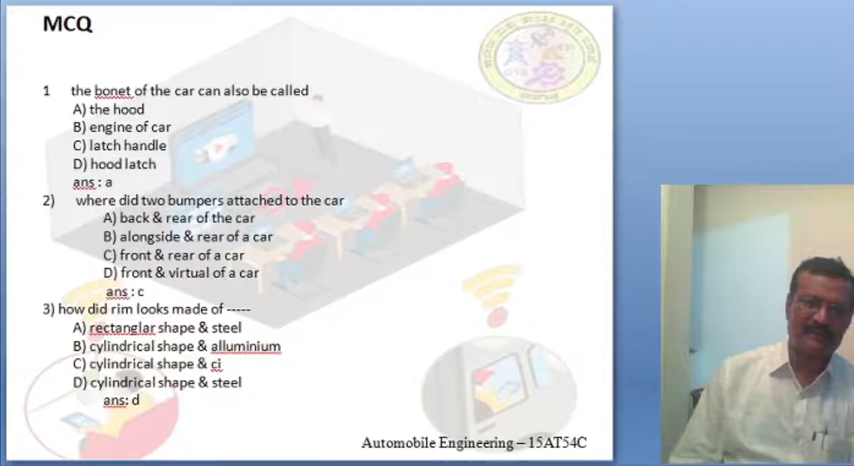 MCQ
1 the bonet of the car can also be called
A) the hood
B) engine of car
C) latch handle
D) hood latch
ans : a
2) where did two bumpers attached to the car
A) back & rear of the car
B) alongside & rear of a car
C) front & rear of a car
D) front & virtual of a car
ans : c
3) how did rim looks made of -----
A) rectanglar shape & steel
B) cylindrical shape & alluminium
C) cylindrical shape & ci
D) cylindrical shape & steel
ans: d
Automobile Engineering – 15AT54C